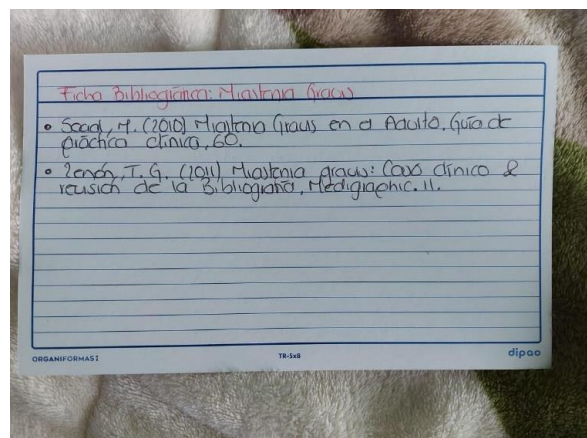 Ficha Bibliográfica: Miastenia Gravis
• Social, M. (2010) Miastenia Gravis en el Adulto. Guía de
práctica clínica, 60.
• Zenón, T. G. (2011) Miastenia gravis: Caso clínico &
revisión de la Bibliografía, Medigraphic. 11.
ORGANIFORMAS I TR-5x8 dipao